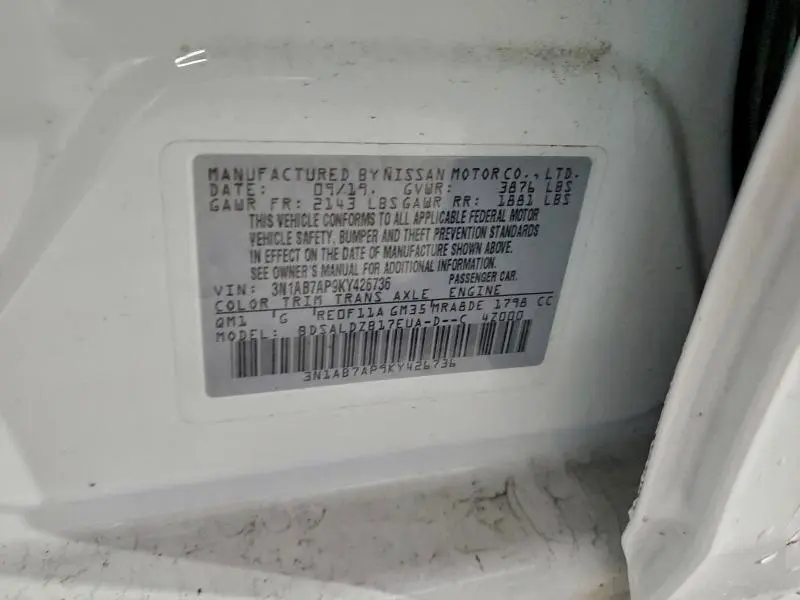 MANUFACTURED BY NISSAN MOTOR CO., LTD.
DATE: 09/19. GVWR: 3876 LBS
GAWR FR: 2143 LBS GAWR RR: 1881 LBS
THIS VEHICLE CONFORMS TO ALL APPLICABLE FEDERAL MOTOR
VEHICLE SAFETY, BUMPER AND THEFT PREVENTION STANDARDS
IN EFFECT ON THE DATE OF MANUFACTURE SHOWN ABOVE.
SEE OWNER'S MANUAL FOR ADDITIONAL INFORMATION.
VIN: 3N1AB7AP9KY426736 PASSENGER CAR.
COLOR TRIM TRANS AXLE ENGINE
QM1 G RE0F11A GM35 MRA8DE 1798 CC
MODEL: BDSALDZB17EUA-D--C 4Z000
3N1AB7AP9KY426736